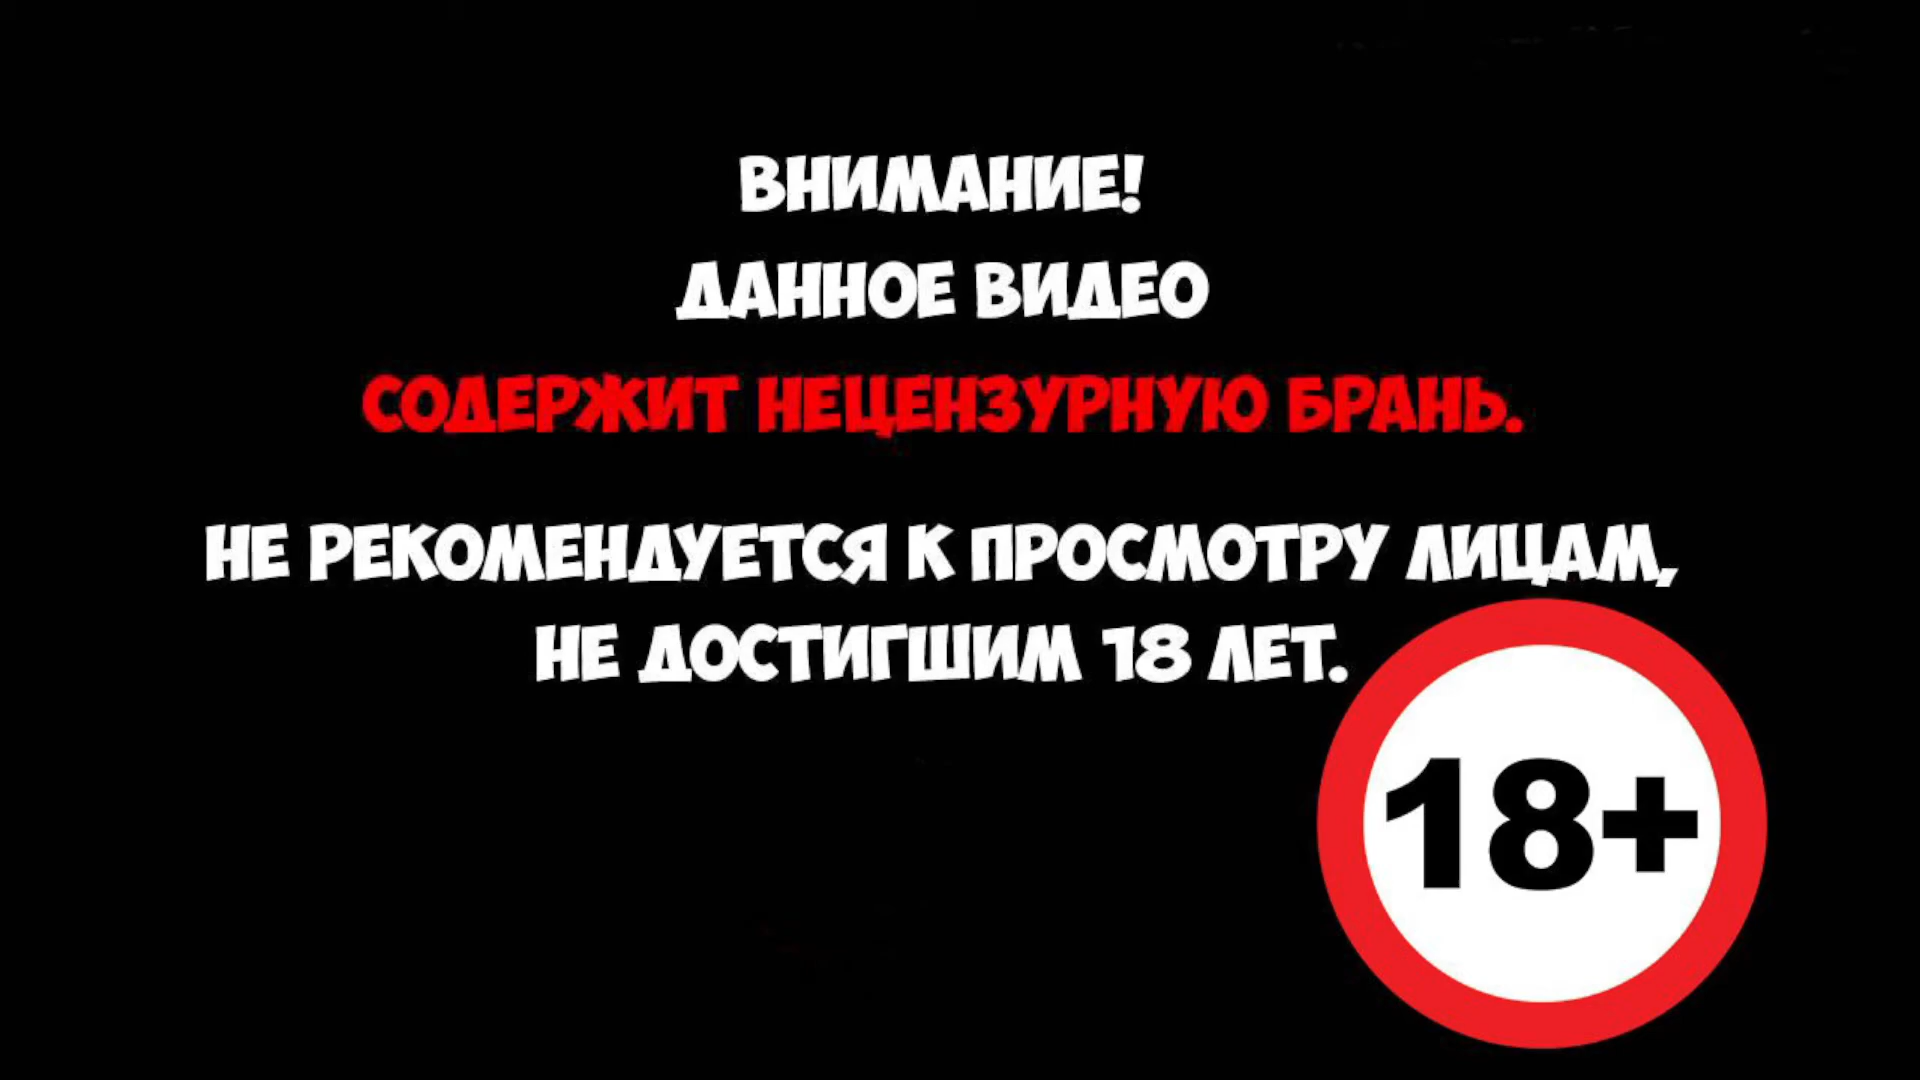 ВНИМАНИЕ!
ДАННОЕ ВИДЕО
СОДЕРЖИТ НЕЦЕНЗУРНУЮ БРАНЬ.
НЕ РЕКОМЕНДУЕТСЯ К ПРОСМОТРУ ЛИЦАМ,
НЕ ДОСТИГШИМ 18 ЛЕТ.
18+